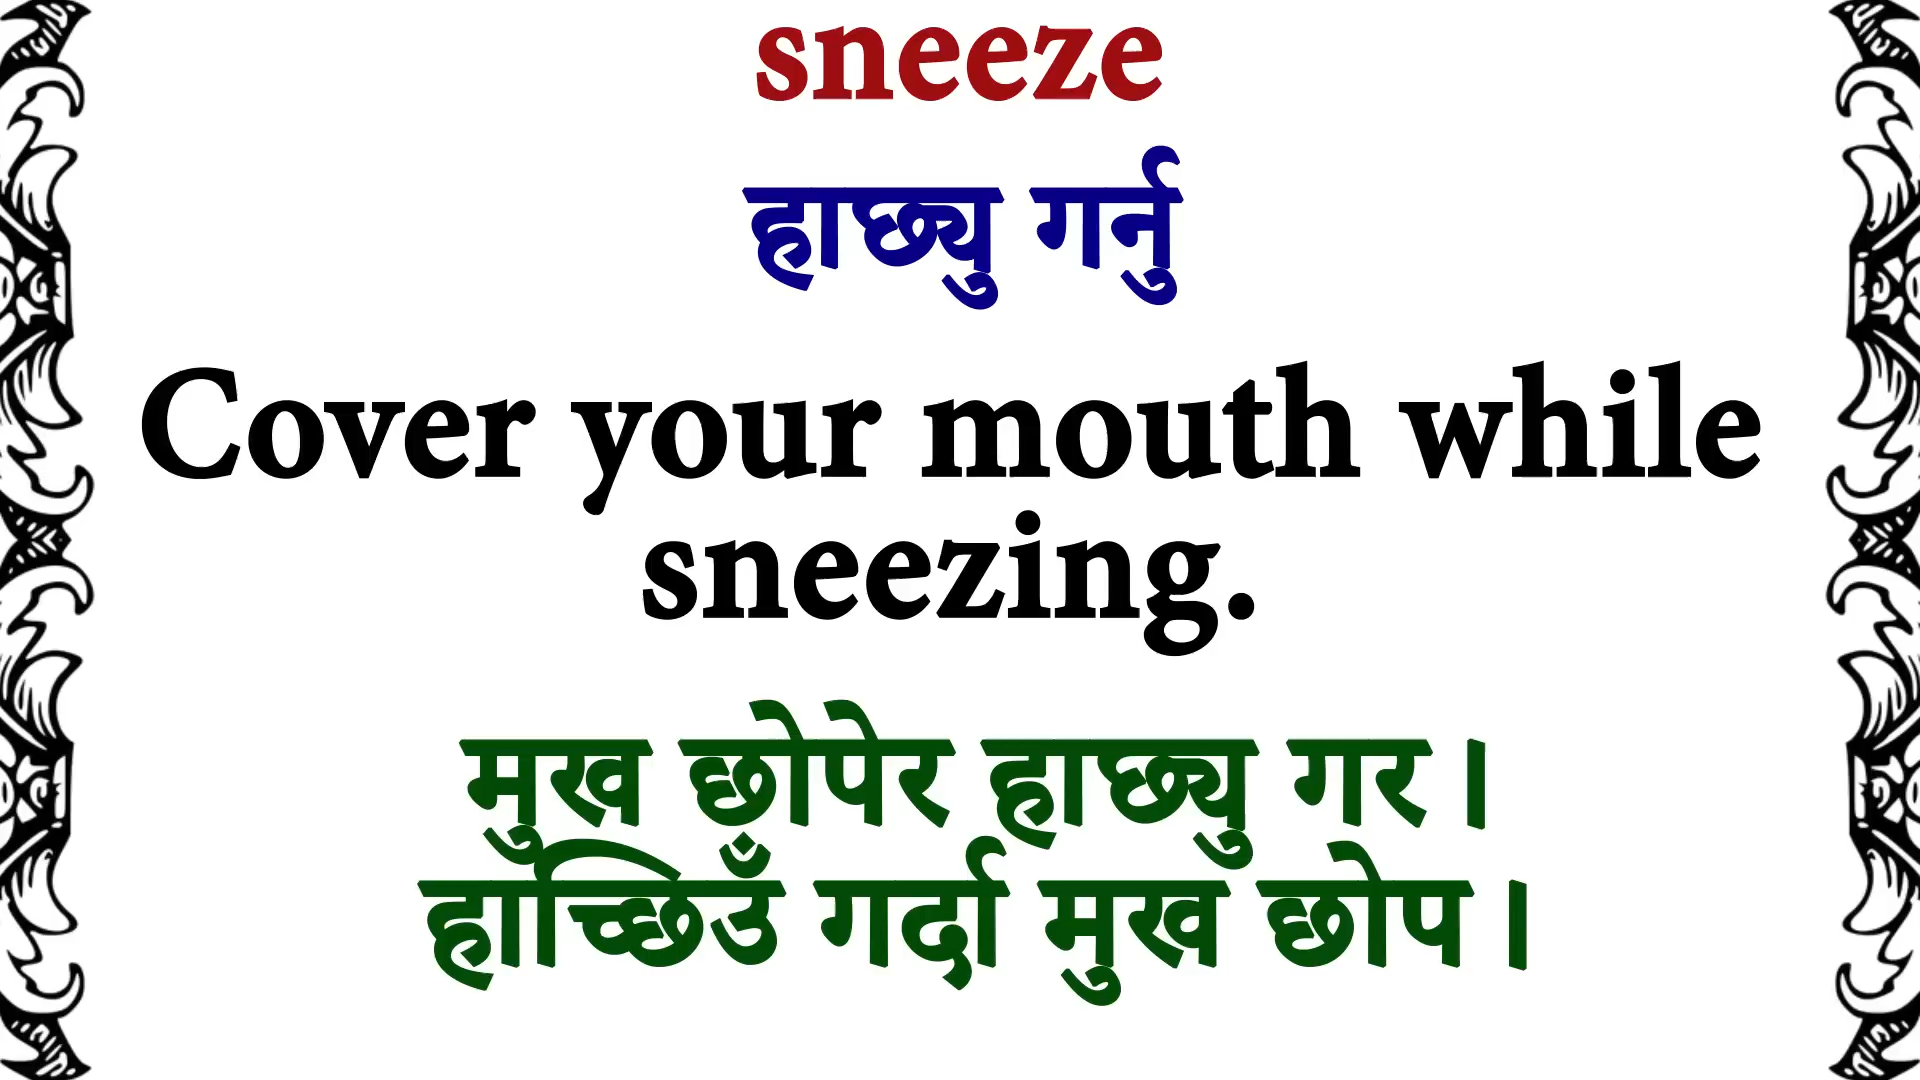 sneeze
हाछ्यु गर्नु
Cover your mouth while
sneezing.
मुख छोपेर हाछ्यु गर।
हाच्छिउँ गर्दा मुख छोप।